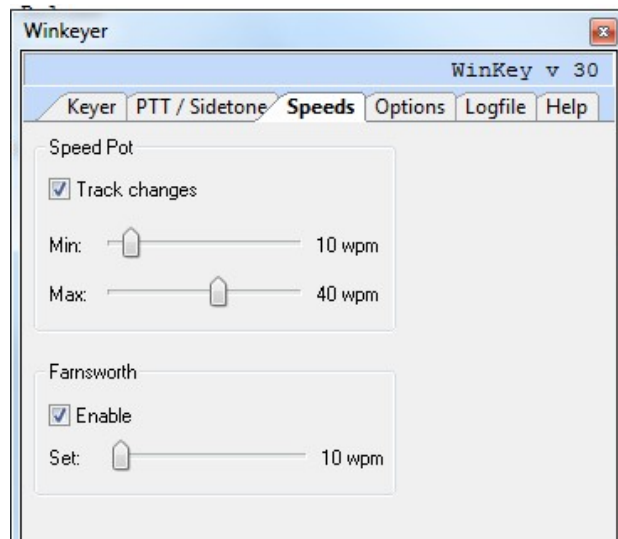 Winkeyer
WinKey v 30
Keyer PTT / Sidetone Speeds Options Logfile Help
Speed Pot
Track changes
Min: 10 wpm
Max: 40 wpm
Farnsworth
Enable
Set: 10 wpm